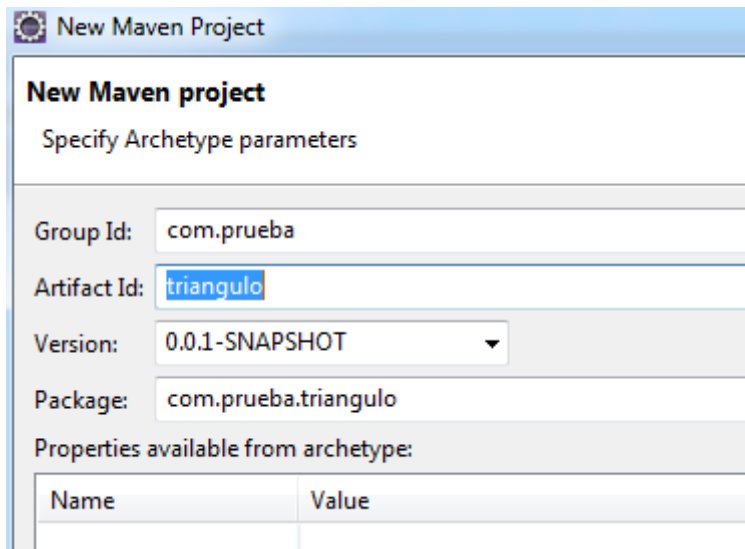 New Maven Project
New Maven project
Specify Archetype parameters
Group Id: com.prueba
Artifact Id: triangulo
Version: 0.0.1-SNAPSHOT
Package: com.prueba.triangulo
Properties available from archetype:
Name Value